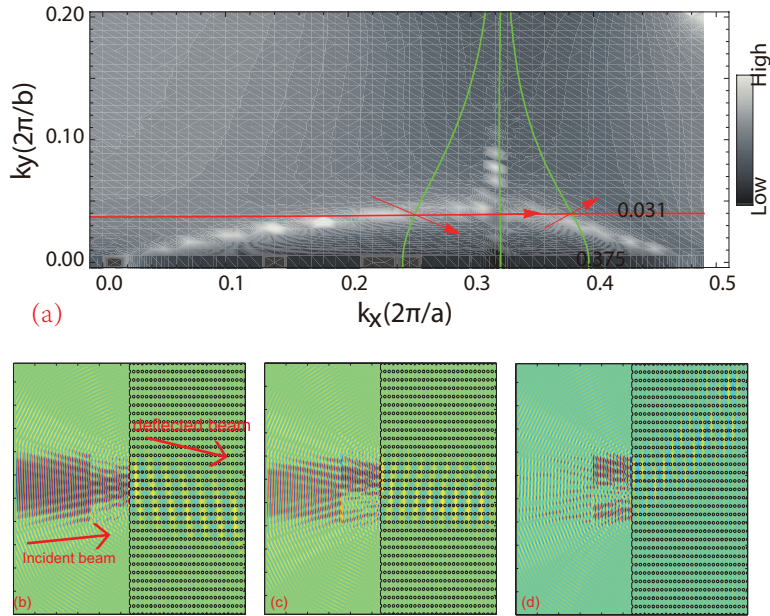 0.20
0.10
0.00
ky(2π/b)
0.031
0.375
0.0 0.1 0.2 0.3 0.4 0.5
kx(2π/a)
High
Low
(a)
deflected beam
Incident beam
(b)
(c)
(d)